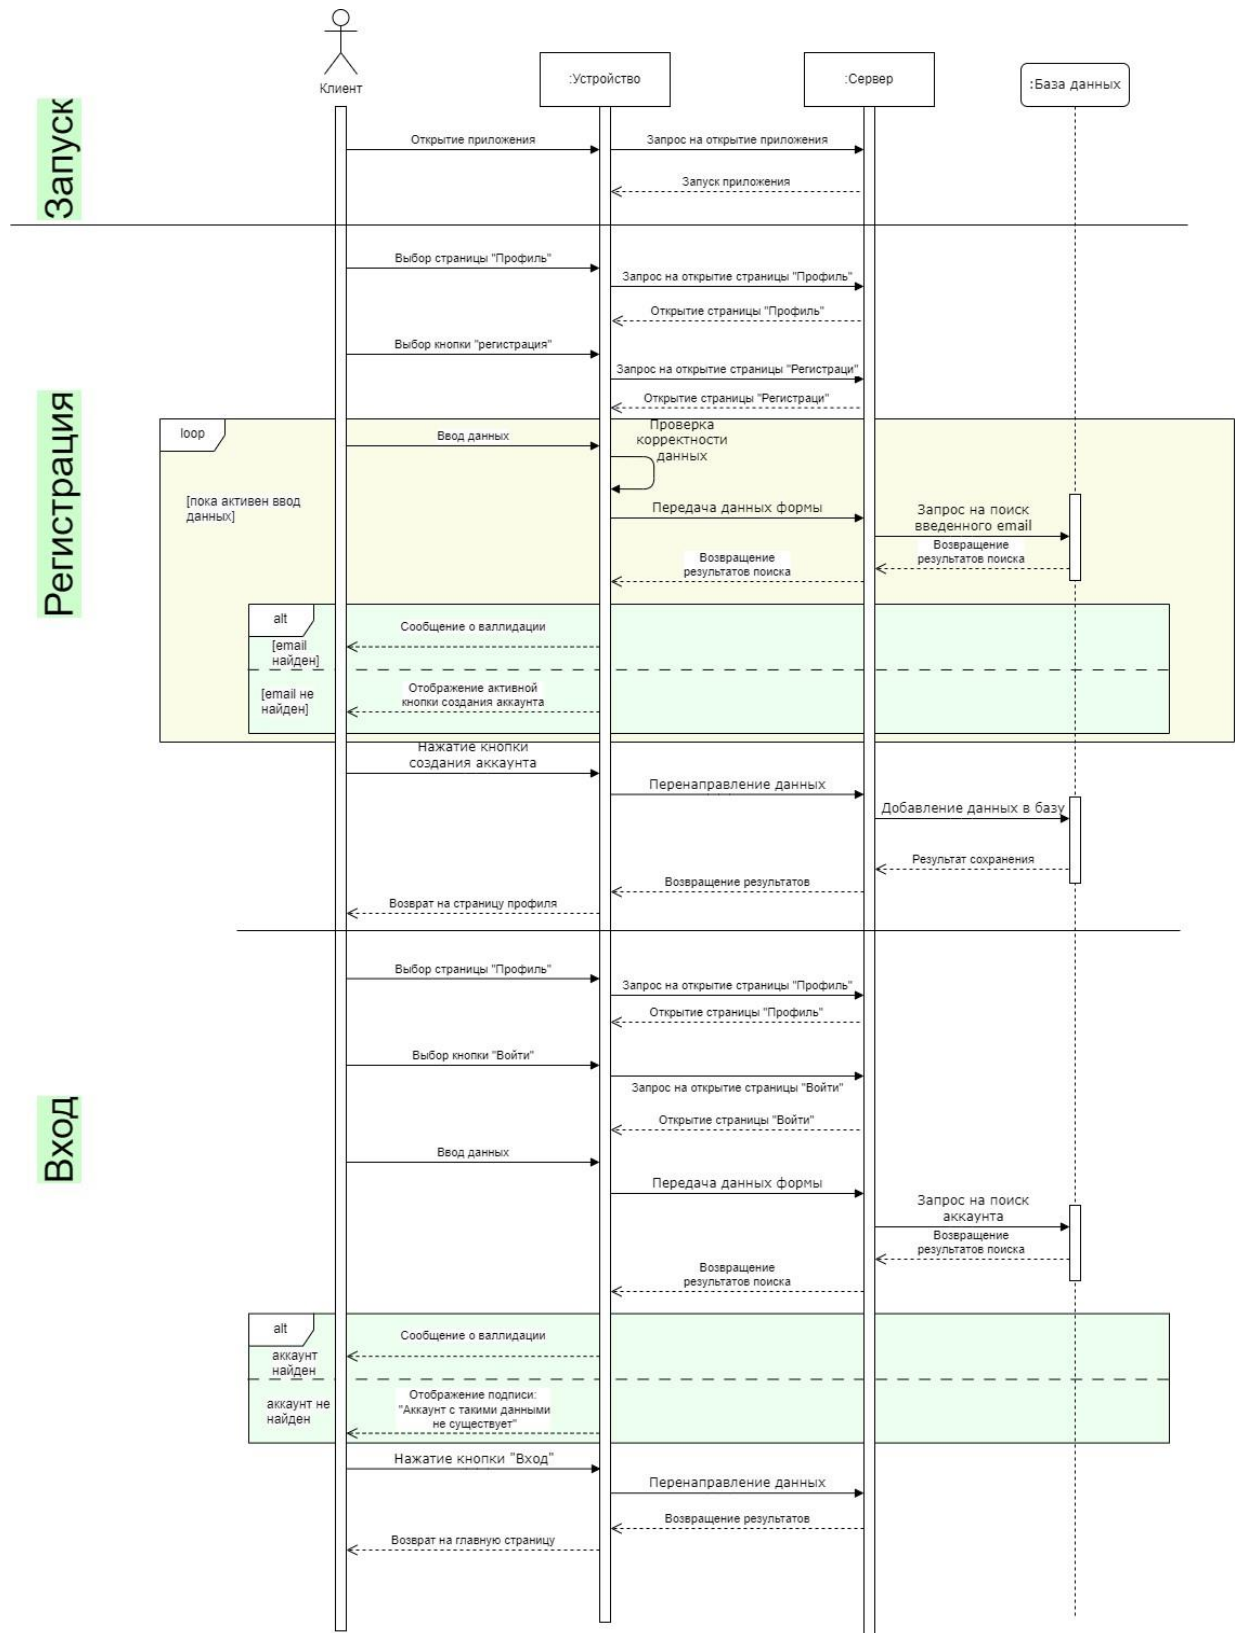 Клиент
:Устройство
:Сервер
:База данных
Запуск
Открытие приложения
Запрос на открытие приложения
Запуск приложения
Регистрация
Выбор страницы "Профиль"
Запрос на открытие страницы "Профиль"
Открытие страницы "Профиль"
Выбор кнопки "регистрация"
Запрос на открытие страницы "Регистраци"
Открытие страницы "Регистраци"
loop
[пока активен ввод
данных]
Ввод данных
Проверка
корректности
данных
Передача данных формы
Запрос на поиск
введенного email
Возвращение
результатов поиска
Возвращение
результатов поиска
alt
[email
найден]
Сообщение о валлидации
[email не
найден]
Отображение активной
кнопки создания аккаунта
Нажатие кнопки
создания аккаунта
Перенаправление данных
Добавление данных в базу
Результат сохранения
Возвращение результатов
Возврат на страницу профиля
Вход
Выбор страницы "Профиль"
Запрос на открытие страницы "Профиль"
Открытие страницы "Профиль"
Выбор кнопки "Войти"
Запрос на открытие страницы "Войти"
Открытие страницы "Войти"
Ввод данных
Передача данных формы
Запрос на поиск
аккаунта
Возвращение
результатов поиска
Возвращение
результатов поиска
alt
аккаунт
найден
Сообщение о валлидации
аккаунт не
найден
Отображение подписи:
"Аккаунт с такими данными
не существует"
Нажатие кнопки "Вход"
Перенаправление данных
Возвращение результатов
Возврат на главную страницу